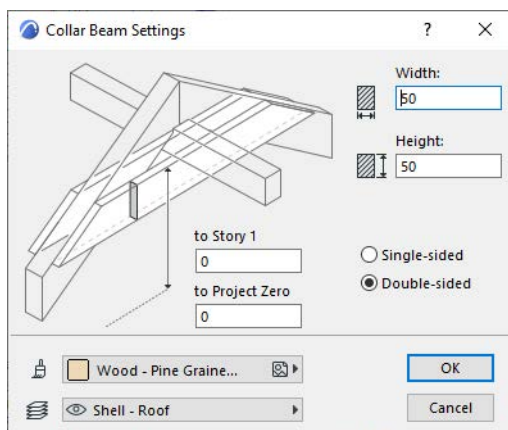 Collar Beam Settings
?
Width:
50
Height:
50
to Story 1
0
to Project Zero
0
Single-sided
Double-sided
Wood - Pine Graine...
OK
Shell - Roof
Cancel